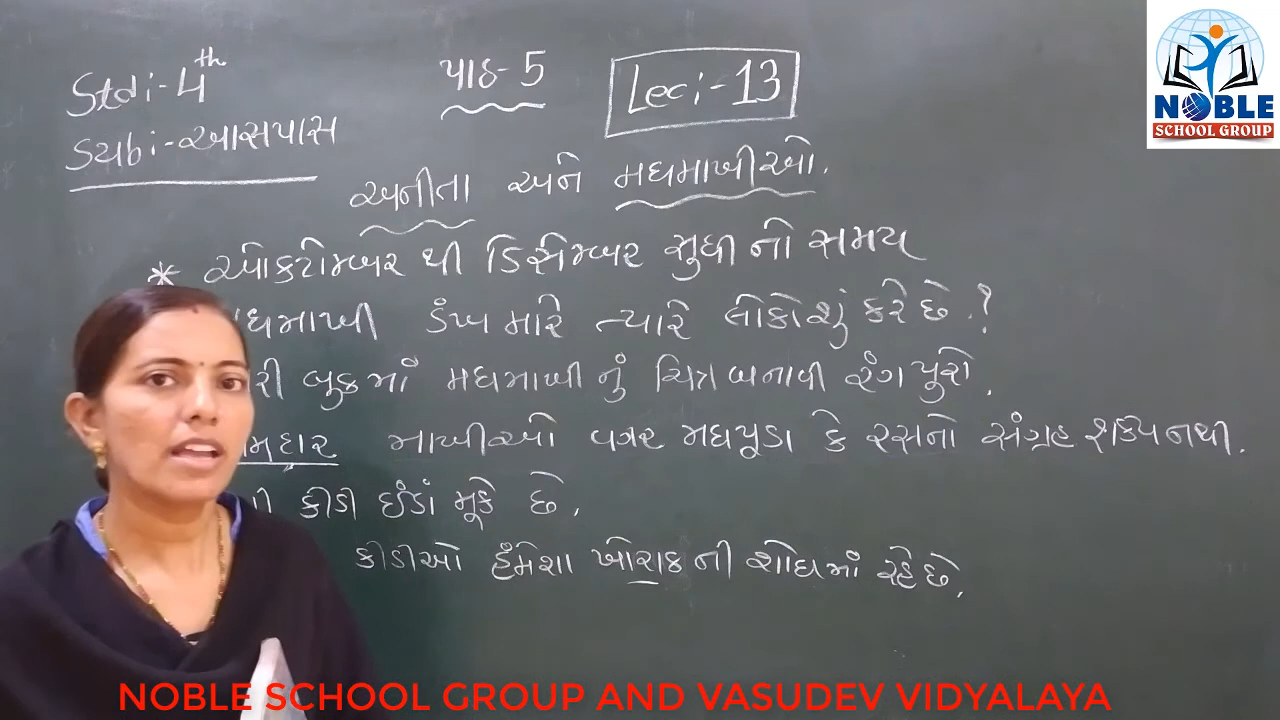 Std :- 4th
પાઠ - 5
Lec :- 13
Sub :- આસપાસ
અનીતા અને મધમાખીઓ.
* ઓક્ટોમ્બર થી ડિસેમ્બર સુધી નો સમય
ધમાખી ડંખ મારે ત્યારે લોકો શું કરે છે.?
રી બુકમાં મધમાખી નું ચિત્ર બનાવી રંગ પુરો.
મદાર માખીઓ વગર મધપૂડા કે રસનો સંગ્રહ શક્ય નથી.
કીડી ઈંડાં મૂકે છે.
કીડીઓ હંમેશા ખોરાક ની શોધમાં રહે છે.
NOBLE
SCHOOL GROUP
NOBLE SCHOOL GROUP AND VASUDEV VIDYALAYA